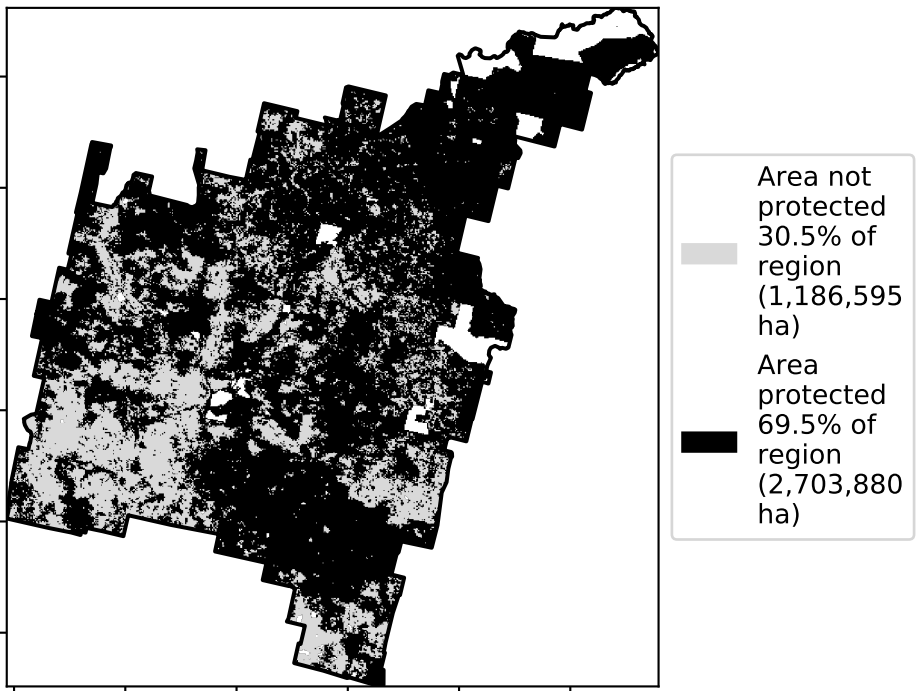 Area not
protected
30.5% of
region
(1,186,595
ha)
Area
protected
69.5% of
region
(2,703,880
ha)